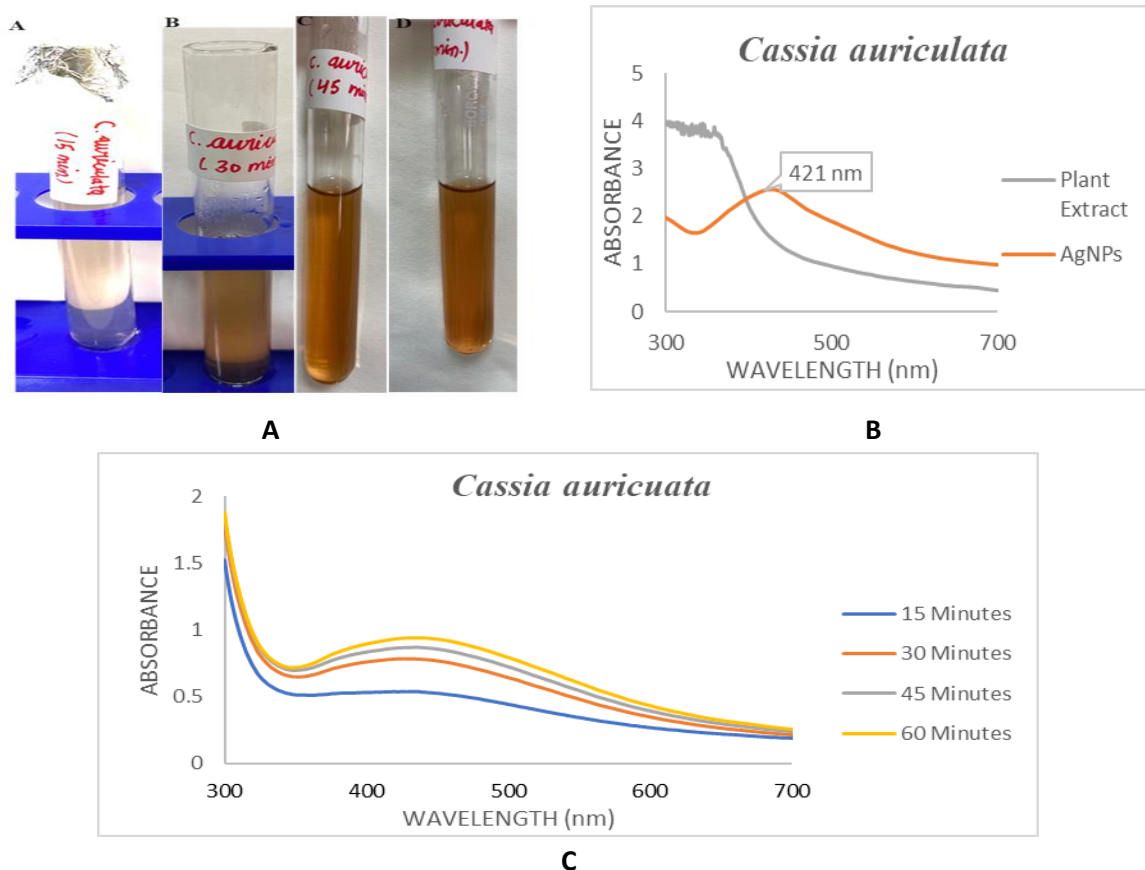 A
C. auriculata
(15 min)
B
C. auric
(30 min
C
C. auric
(45 mi
D
riculata
min.)
A
Cassia auriculata
ABSORBANCE
5
4
3
2
1
0
421 nm
300
500
700
WAVELENGTH (nm)
Plant
Extract
AgNPs
B
Cassia auricuata
ABSORBANCE
2
1.5
1
0.5
0
300
400
500
600
700
WAVELENGTH (nm)
15 Minutes
30 Minutes
45 Minutes
60 Minutes
C